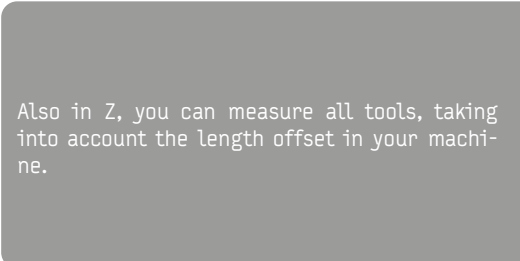 Also in Z, you can measure all tools, taking
into account the length offset in your machi-
ne.